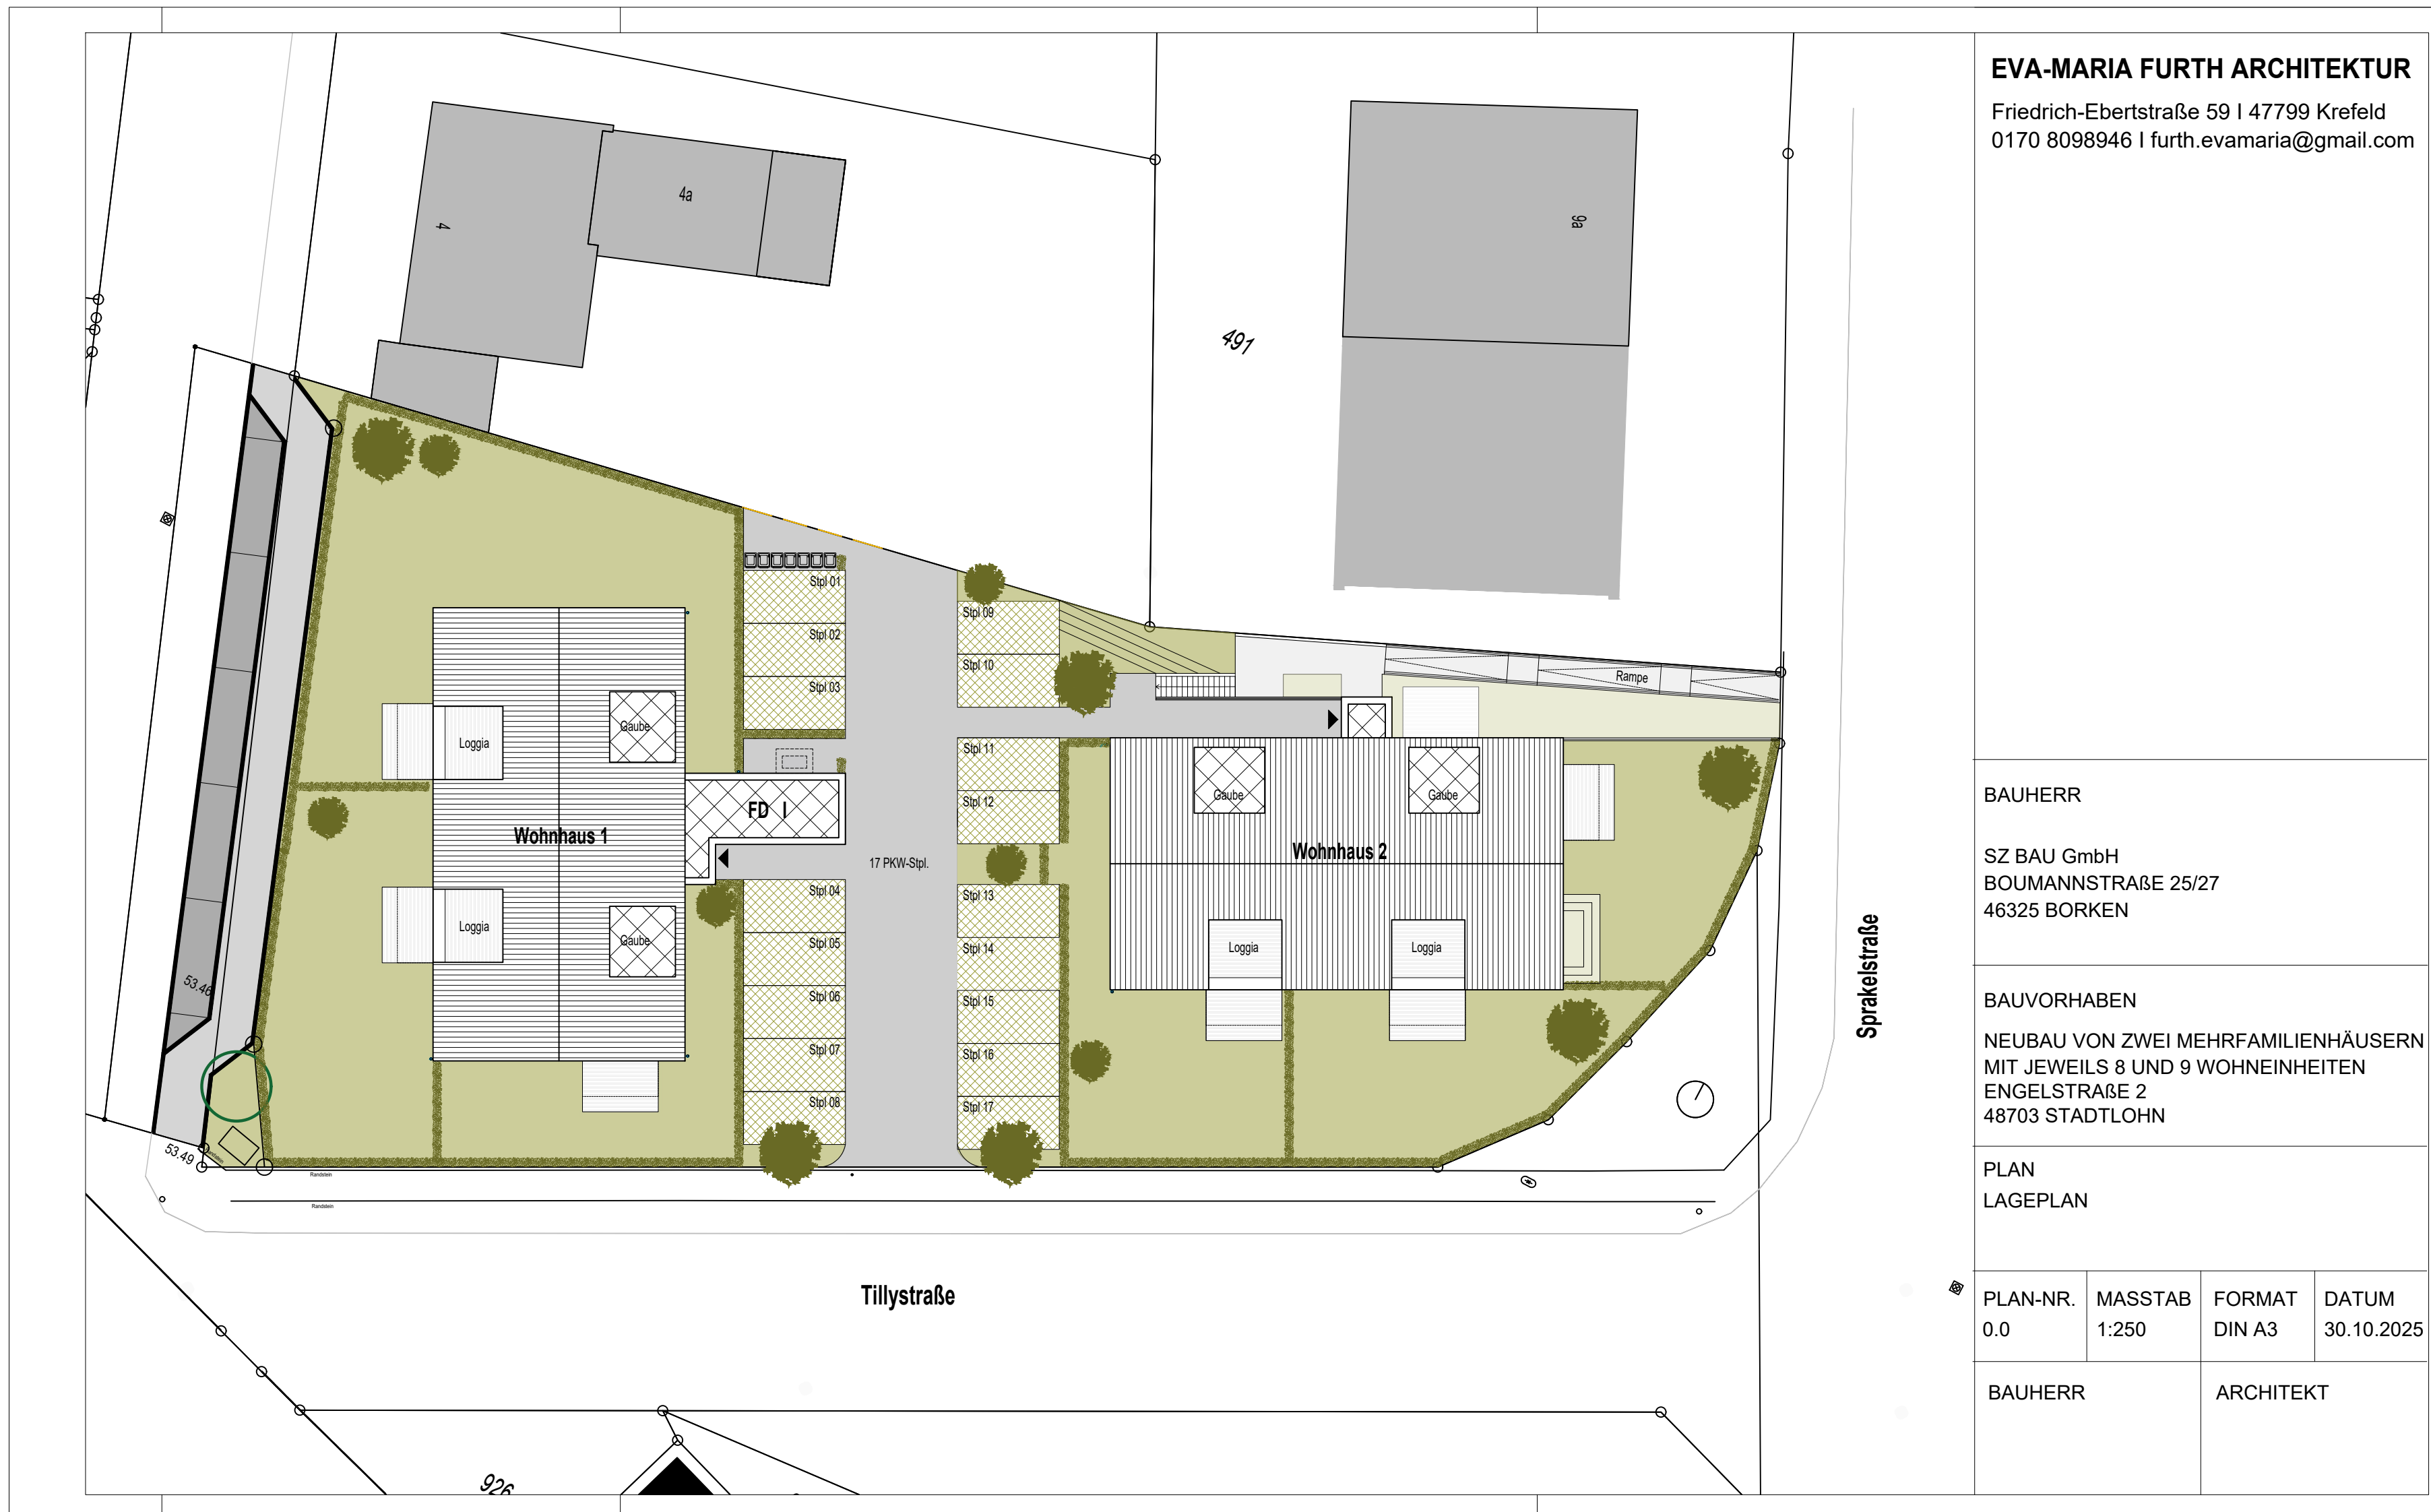 EVA-MARIA FURTH ARCHITEKTUR
Friedrich-Ebertstraße 59 I 47799 Krefeld
0170 8098946 I furth.evamaria@gmail.com
4
4a
9a
491
Stpl 01
Stpl 02
Stpl 03
Stpl 09
Stpl 10
Rampe
Loggia
Gaube
Stpl 11
Stpl 12
Gaube
Gaube
FD I
Wohnhaus 1
17 PKW-Stpl.
Wohnhaus 2
Stpl 04
Stpl 05
Stpl 06
Stpl 07
Stpl 08
Stpl 13
Stpl 14
Stpl 15
Stpl 16
Stpl 17
Loggia
Gaube
Loggia
Loggia
53.46
53.49
Randstein
Randstein
Sprakelstraße
Tillystraße
926
BAUHERR
SZ BAU GmbH
BOUMANNSTRAßE 25/27
46325 BORKEN
BAUVORHABEN
NEUBAU VON ZWEI MEHRFAMILIENHÄUSERN
MIT JEWEILS 8 UND 9 WOHNEINHEITEN
ENGELSTRAßE 2
48703 STADTLOHN
PLAN
LAGEPLAN
PLAN-NR. MASSTAB FORMAT DATUM
0.0 1:250 DIN A3 30.10.2025
BAUHERR ARCHITEKT